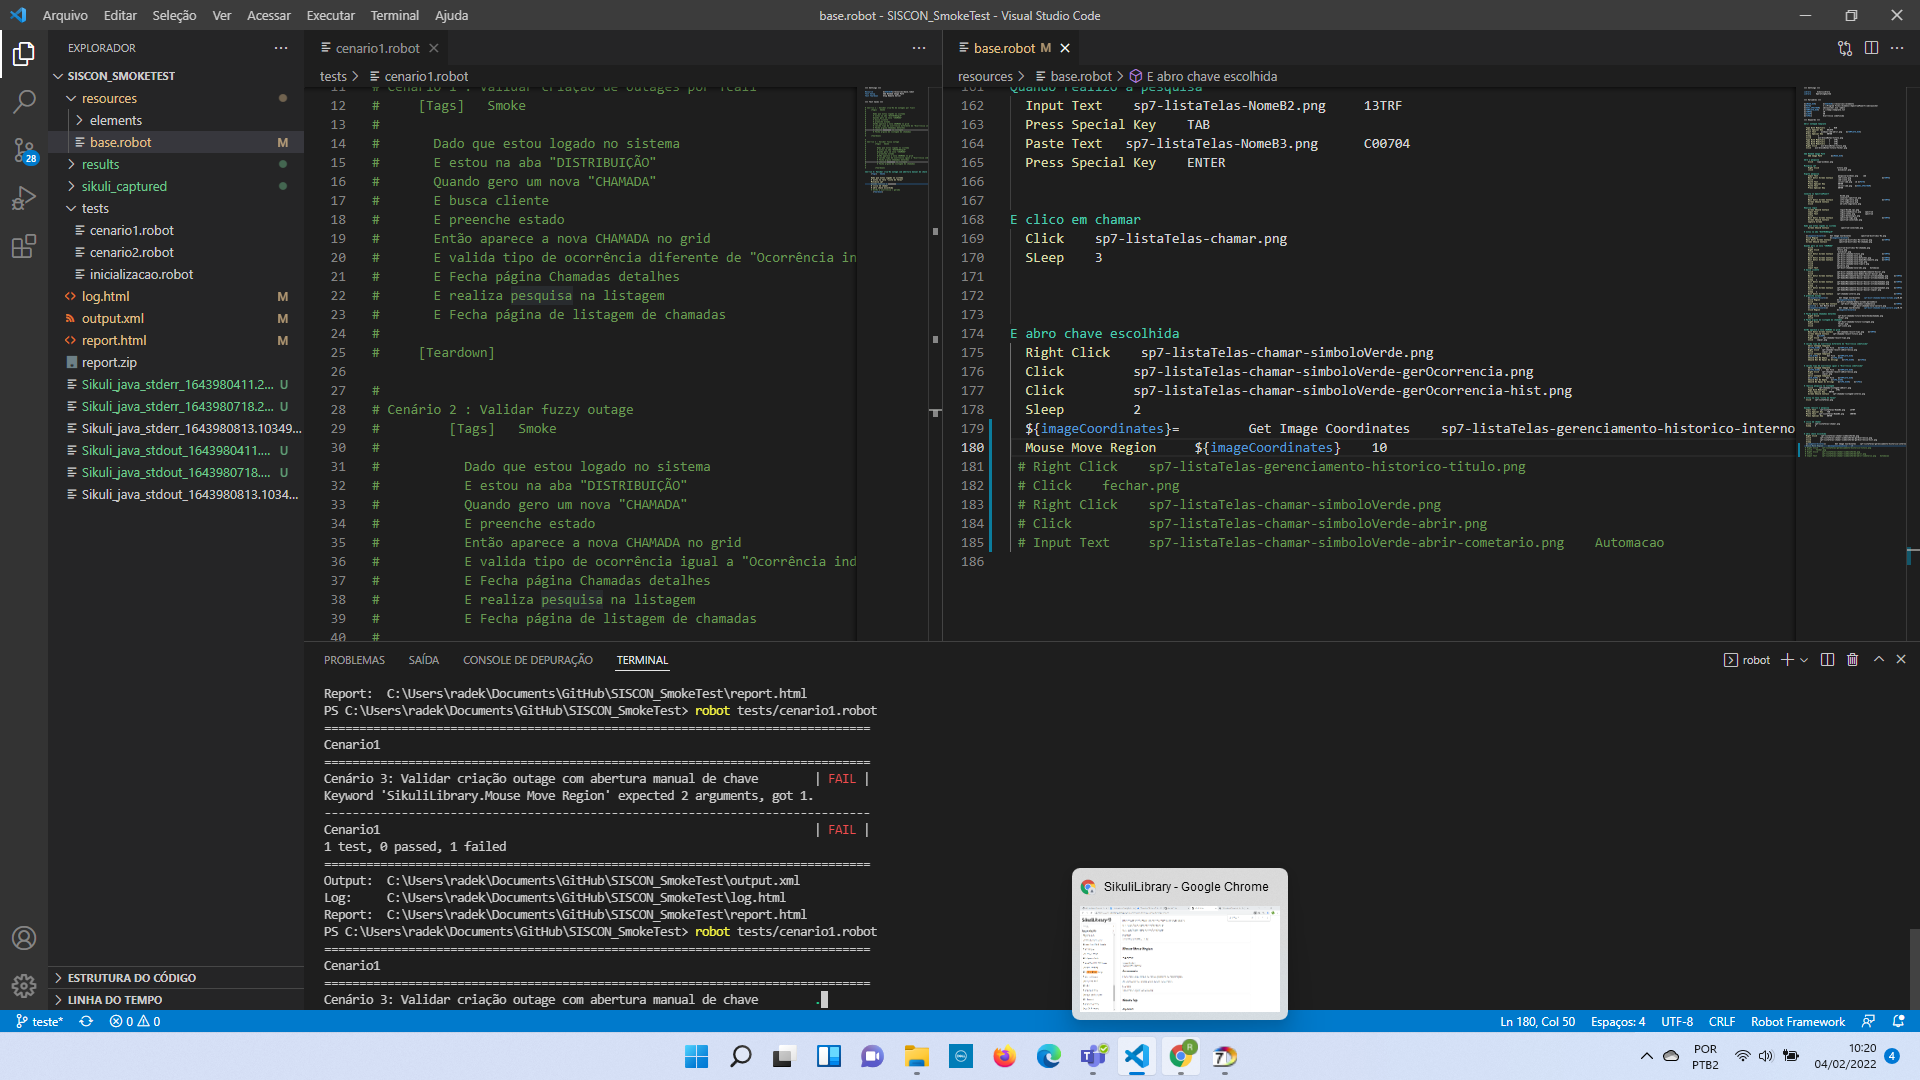 Arquivo Editar Seleção Ver Acessar Executar Terminal Ajuda
base.robot - SISCON_SmokeTest - Visual Studio Code
EXPLORADOR
SISCON_SMOKETEST
resources
elements
base.robot M
results
sikuli_captured
tests
cenario1.robot
cenario2.robot
inicializacao.robot
log.html M
output.xml M
report.html M
report.zip
Sikuli_java_stderr_1643980411.2... U
Sikuli_java_stderr_1643980718.2... U
Sikuli_java_stderr_1643980813.10349...
Sikuli_java_stdout_1643980411.... U
Sikuli_java_stdout_1643980718.... U
Sikuli_java_stdout_1643980813.1034...
ESTRUTURA DO CÓDIGO
LINHA DO TEMPO
28
cenario1.robot
tests > cenario1.robot
11 # Cenário 1 : Validar criação de outages por Tcall
12 # [Tags] Smoke
13 #
14 # Dado que estou logado no sistema
15 # E estou na aba "DISTRIBUIÇÃO"
16 # Quando gero um nova "CHAMADA"
17 # E busca cliente
18 # E preenche estado
19 # Então aparece a nova CHAMADA no grid
20 # E valida tipo de ocorrência diferente de "Ocorrência in
21 # E Fecha página Chamadas detalhes
22 # E realiza pesquisa na listagem
23 # E Fecha página de listagem de chamadas
24 #
25 # [Teardown]
26
27 #
28 # Cenário 2 : Validar fuzzy outage
29 # [Tags] Smoke
30 #
31 # Dado que estou logado no sistema
32 # E estou na aba "DISTRIBUIÇÃO"
33 # Quando gero um nova "CHAMADA"
34 # E preenche estado
35 # Então aparece a nova CHAMADA no grid
36 # E valida tipo de ocorrência igual a "Ocorrência ind
37 # E Fecha página Chamadas detalhes
38 # E realiza pesquisa na listagem
39 # E Fecha página de listagem de chamadas
40 #
base.robot M
resources > base.robot > E abro chave escolhida
161 Quando realizo a pesquisa
162 Input Text sp7-listaTelas-NomeB2.png 13TRF
163 Press Special Key TAB
164 Paste Text sp7-listaTelas-NomeB3.png C00704
165 Press Special Key ENTER
166
167
168 E clico em chamar
169 Click sp7-listaTelas-chamar.png
170 SLeep 3
171
172
173
174 E abro chave escolhida
175 Right Click sp7-listaTelas-chamar-simboloVerde.png
176 Click sp7-listaTelas-chamar-simboloVerde-gerOcorrencia.png
177 Click sp7-listaTelas-chamar-simboloVerde-gerOcorrencia-hist.png
178 Sleep 2
179 ${imageCoordinates}= Get Image Coordinates sp7-listaTelas-gerenciamento-historico-interno
180 Mouse Move Region ${imageCoordinates} 10
181 # Right Click sp7-listaTelas-gerenciamento-historico-titulo.png
182 # Click fechar.png
183 # Right Click sp7-listaTelas-chamar-simboloVerde.png
184 # Click sp7-listaTelas-chamar-simboloVerde-abrir.png
185 # Input Text sp7-listaTelas-chamar-simboloVerde-abrir-cometario.png Automacao
186
PROBLEMAS SAÍDA CONSOLE DE DEPURAÇÃO TERMINAL
robot
Report: C:\Users\radek\Documents\GitHub\SISCON_SmokeTest\report.html
PS C:\Users\radek\Documents\GitHub\SISCON_SmokeTest> robot tests/cenario1.robot
==============================================================================
Cenario1
==============================================================================
Cenário 3: Validar criação outage com abertura manual de chave | FAIL |
Keyword 'SikuliLibrary.Mouse Move Region' expected 2 arguments, got 1.
------------------------------------------------------------------------------
Cenario1 | FAIL |
1 test, 0 passed, 1 failed
==============================================================================
Output: C:\Users\radek\Documents\GitHub\SISCON_SmokeTest\output.xml
Log: C:\Users\radek\Documents\GitHub\SISCON_SmokeTest\log.html
Report: C:\Users\radek\Documents\GitHub\SISCON_SmokeTest\report.html
PS C:\Users\radek\Documents\GitHub\SISCON_SmokeTest> robot tests/cenario1.robot
==============================================================================
Cenario1
==============================================================================
Cenário 3: Validar criação outage com abertura manual de chave .
SikuliLibrary - Google Chrome
teste* 0 0
Ln 180, Col 50 Espaços: 4 UTF-8 CRLF Robot Framework
POR
PTB2
10:20
04/02/2022
4